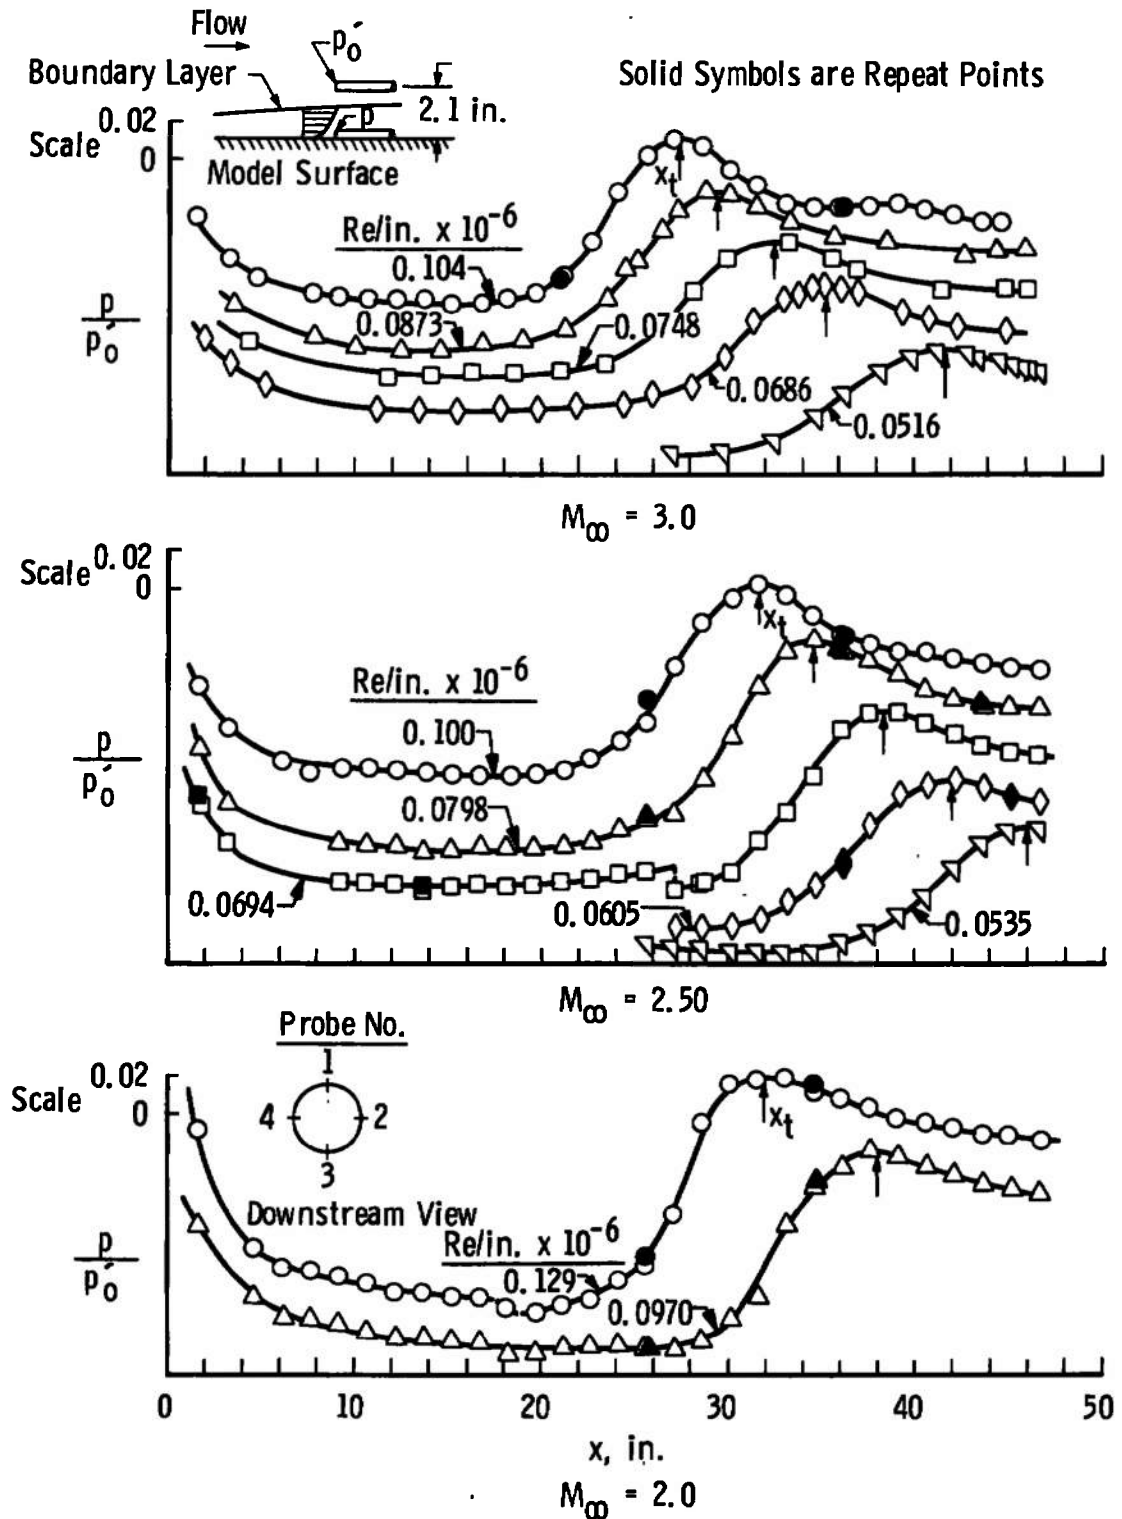 Flow
p₀′
Boundary Layer
Solid Symbols are Repeat Points
2.1 in.
p
Scale 0.02
0
Model Surface
x_t
Re/in. x 10⁻⁶
0.104
0.0873
0.0748
0.0686
0.0516
p
p₀′
M∞ = 3.0
Scale 0.02
0
x_t
Re/in. x 10⁻⁶
0.100
0.0798
0.0694
0.0605
0.0535
p
p₀′
M∞ = 2.50
Probe No.
1
4 2
3
Scale 0.02
0
x_t
Downstream View
Re/in. x 10⁻⁶
0.129
0.0970
p
p₀′
0 10 20 30 40 50
x, in.
M∞ = 2.0